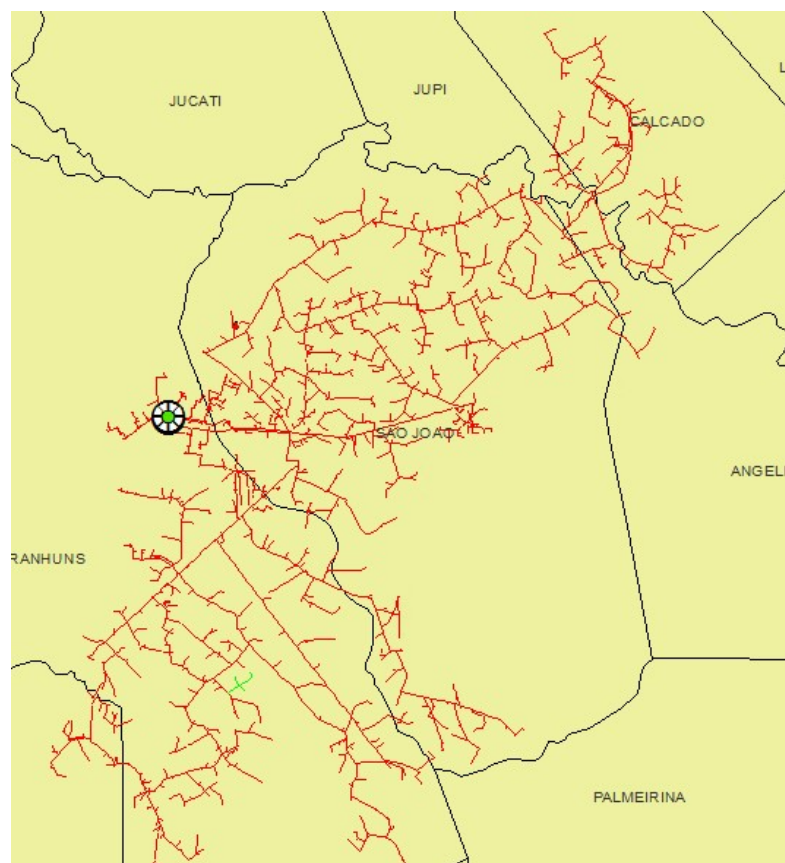 JUCATI
JUPI
L
CALCADO
SAO JOAO
ANGELI
RANHUNS
PALMEIRINA